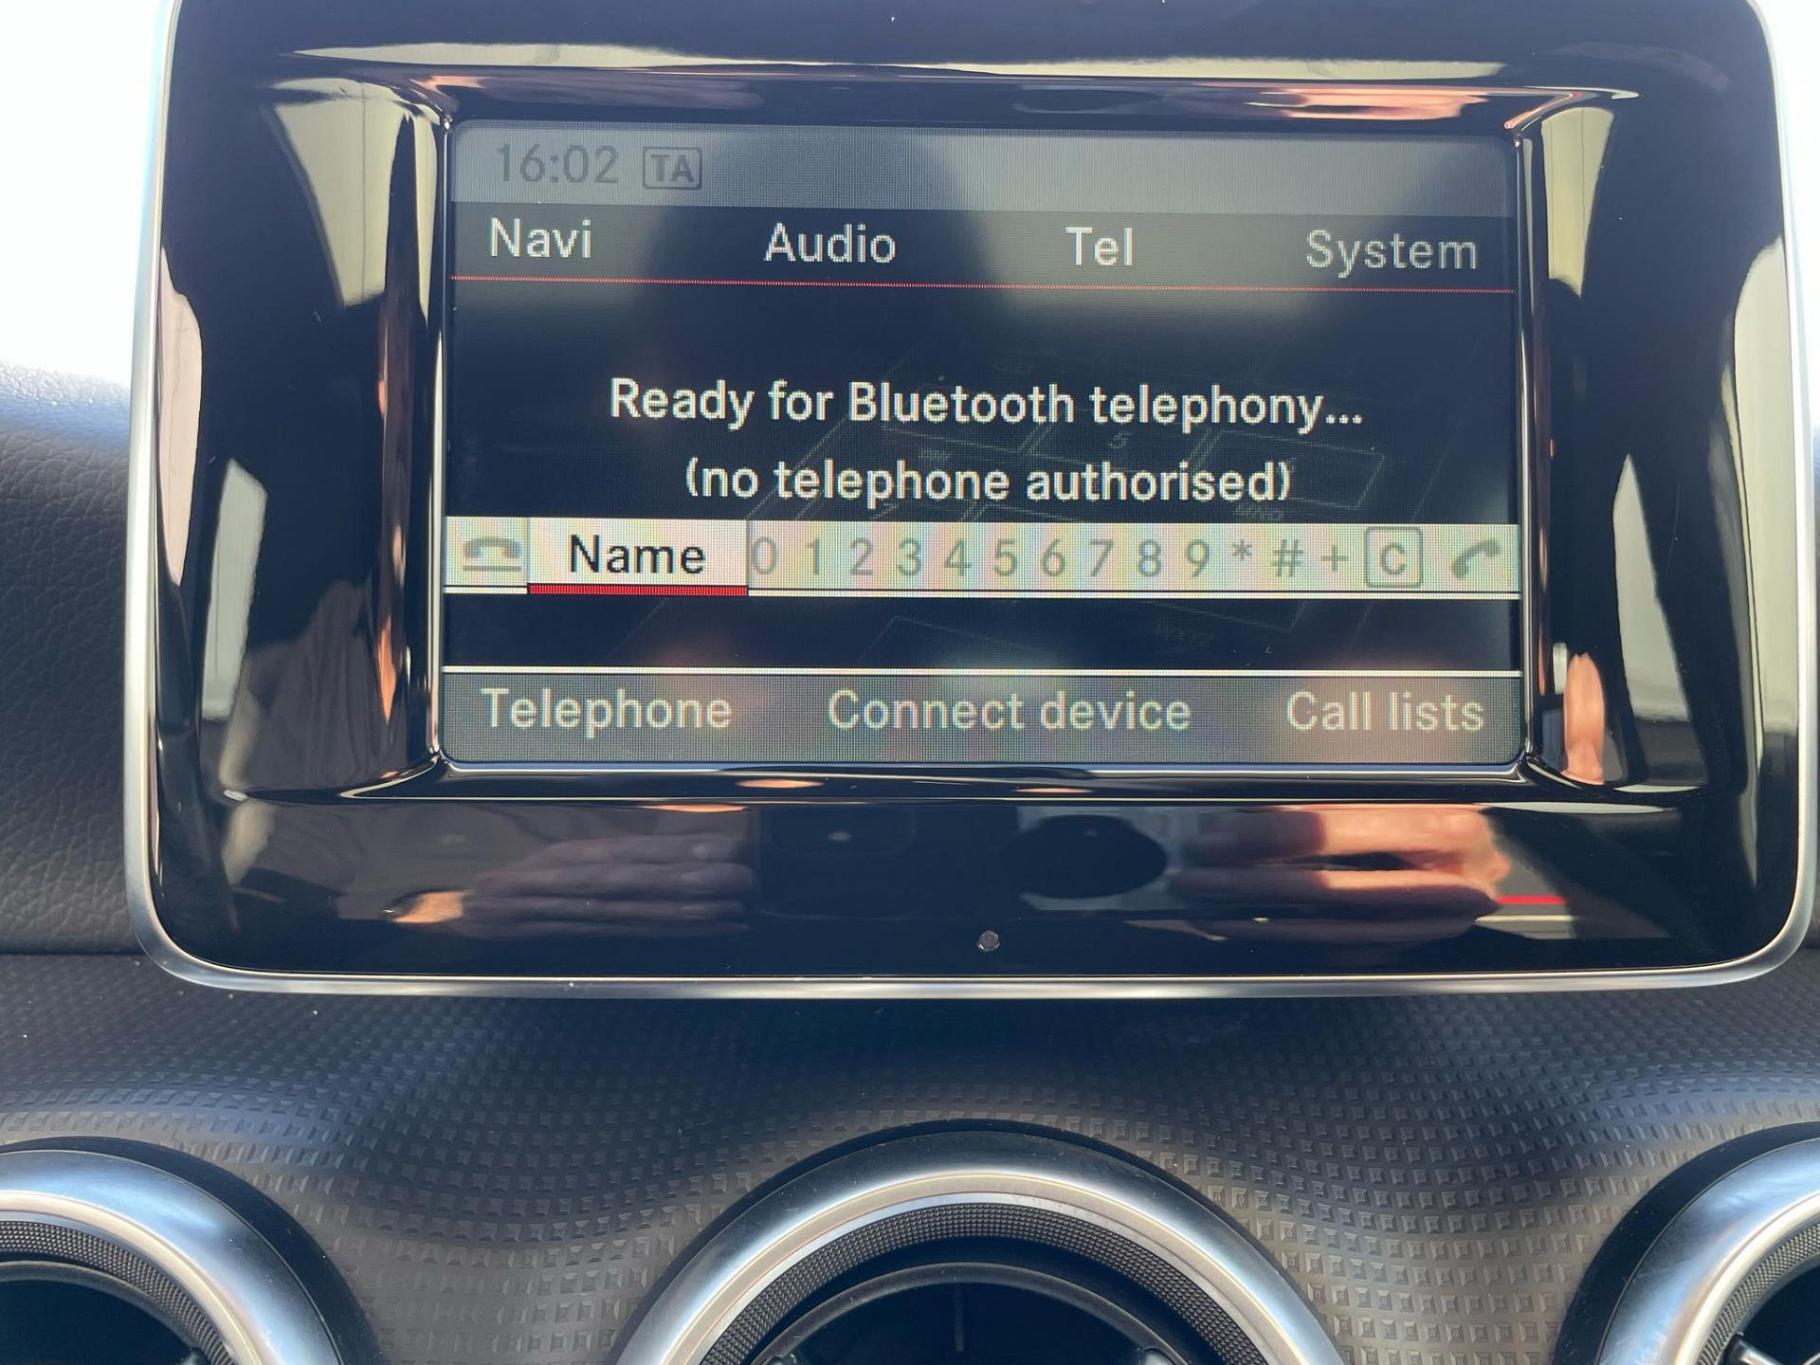 16:02 TA
Navi Audio Tel System
Ready for Bluetooth telephony...
(no telephone authorised)
Name 0 1 2 3 4 5 6 7 8 9 * # + C
Telephone Connect device Call lists